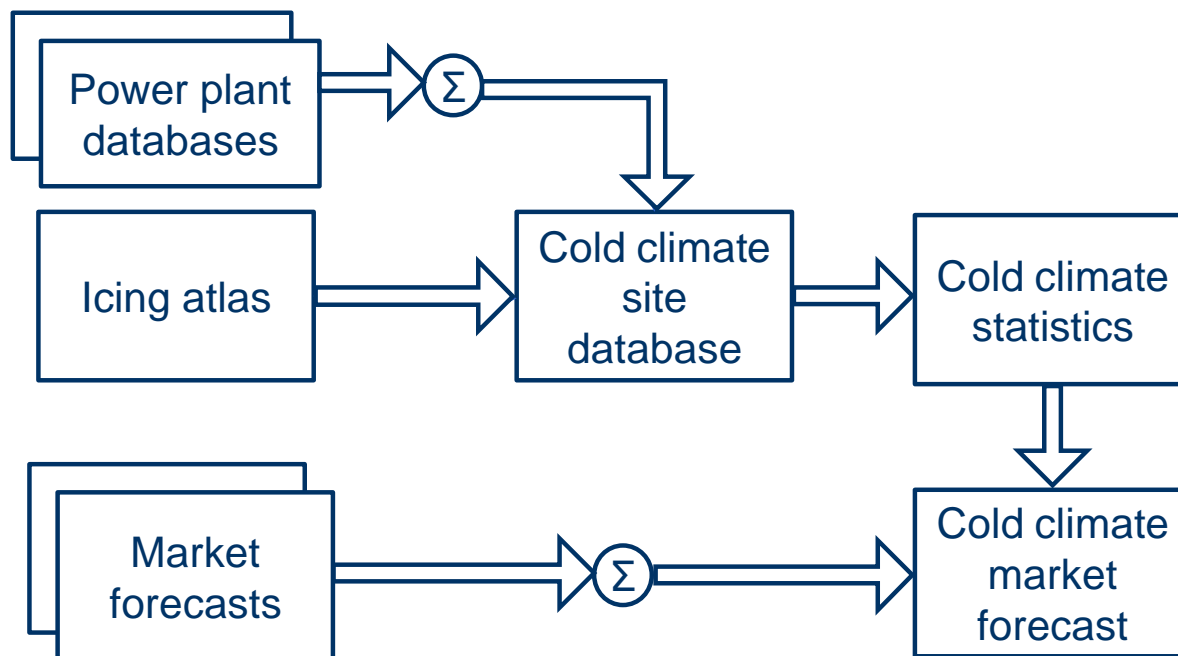 Power plant
databases
Σ
Icing atlas
Cold climate
site
database
Cold climate
statistics
Market
forecasts
Σ
Cold climate
market
forecast